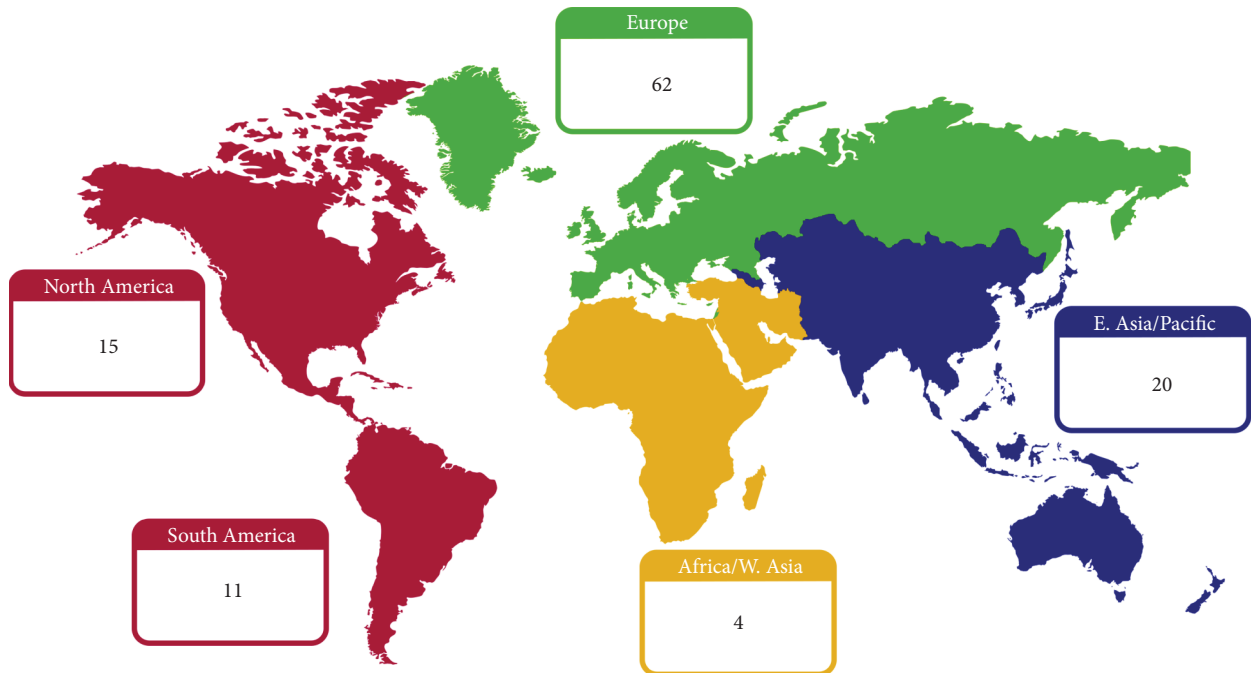 Europe
62
North America
15
E. Asia/Pacific
20
South America
11
Africa/W. Asia
4